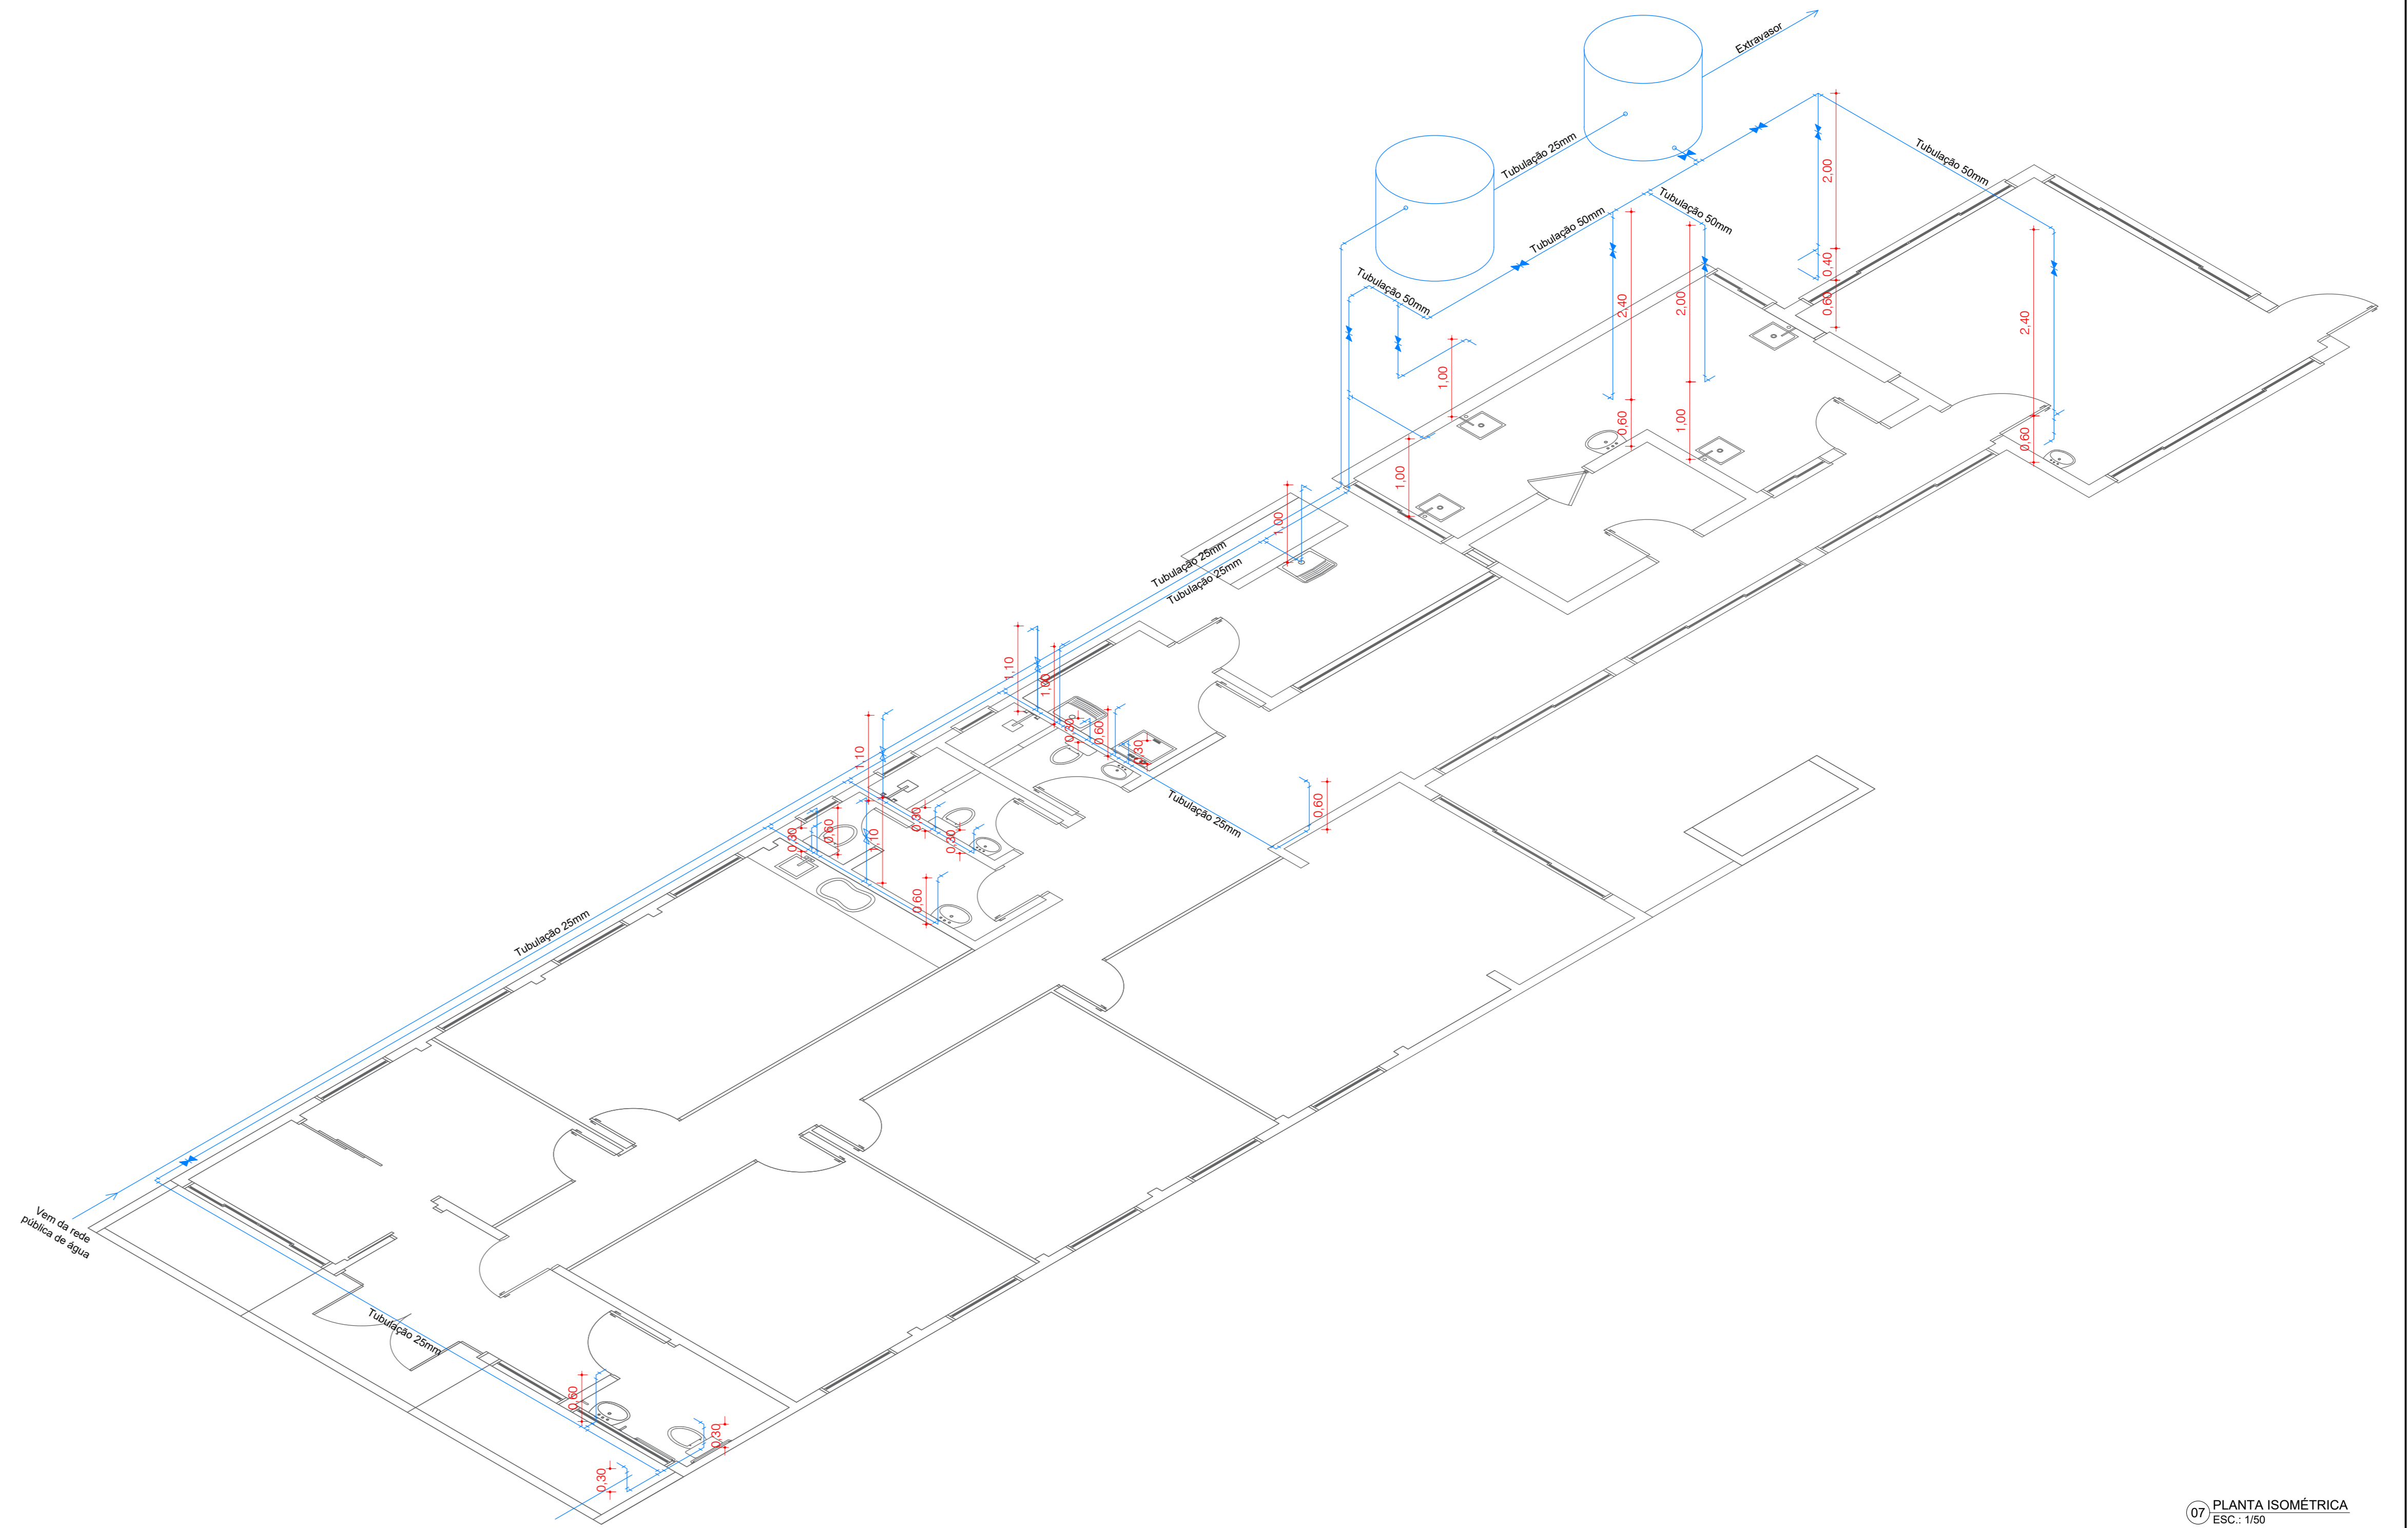 Extravasor
Tubulação 25mm
Tubulação 50mm
Tubulação 50mm
Tubulação 50mm
Tubulação 50mm
2,00
0,40
0,60
2,40
2,00
2,40
0,60
1,00
0,60
1,00
1,00
1,00
Tubulação 25mm
Tubulação 25mm
1,10
1,00
0,30
0,60
0,30
1,10
0,30
0,60
1,10
0,30
0,30
0,60
0,60
Tubulação 25mm
Tubulação 25mm
Vem da rede
pública de água
Tubulação 25mm
0,60
0,30
0,30
07
PLANTA ISOMÉTRICA
ESC.: 1/50